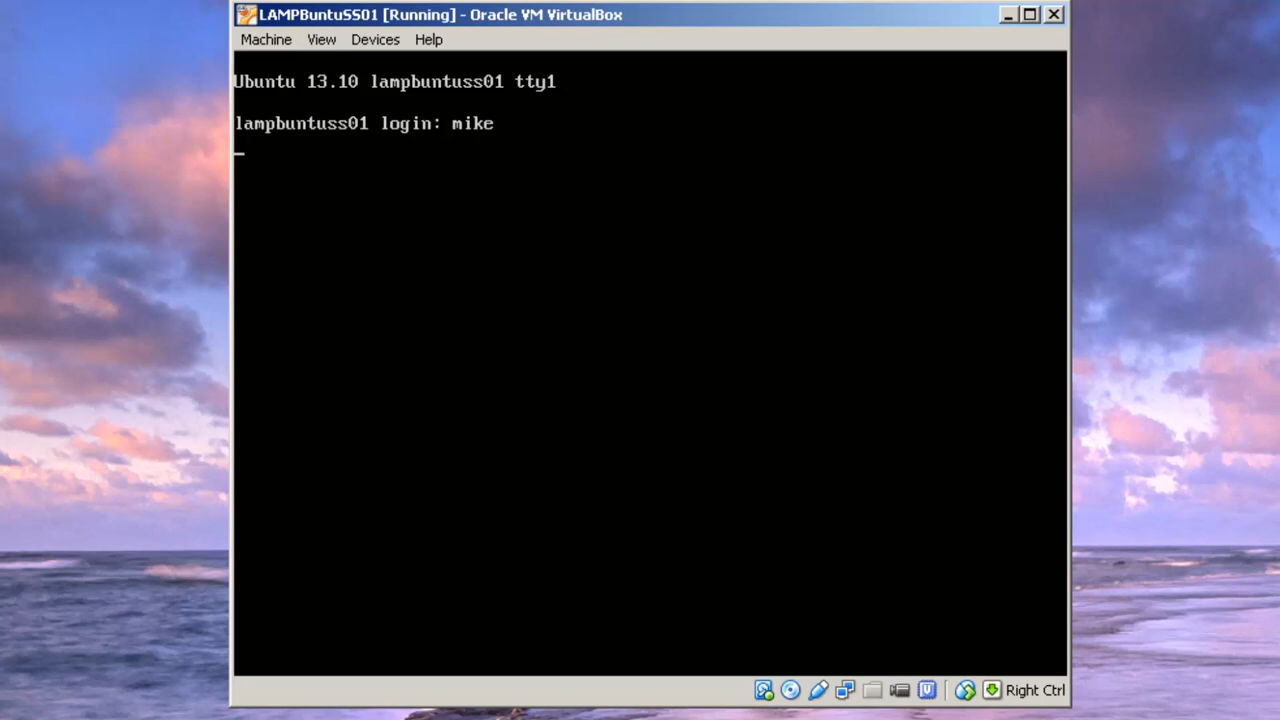 LAMPBuntuSS01 [Running] - Oracle VM VirtualBox
Machine View Devices Help
Ubuntu 13.10 lampbuntuss01 tty1
lampbuntuss01 login: mike
Right Ctrl